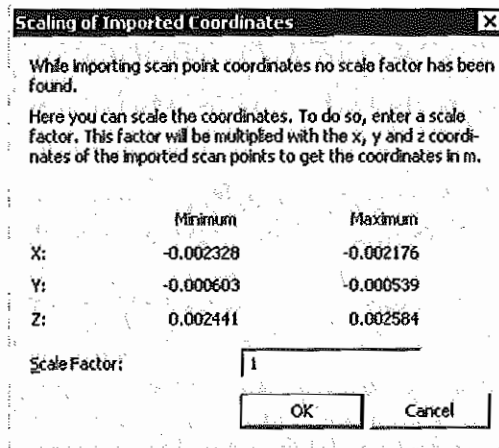 Scaling of Imported Coordinates
While importing scan point coordinates no scale factor has been
found.
Here you can scale the coordinates. To do so, enter a scale
factor. This factor will be multiplied with the x, y and z coordi-
nates of the imported scan points to get the coordinates in m.
Minimum Maximum
X: -0.002328 -0.002176
Y: -0.000603 -0.000539
Z: 0.002441 0.002584
Scale Factor: 1
OK Cancel